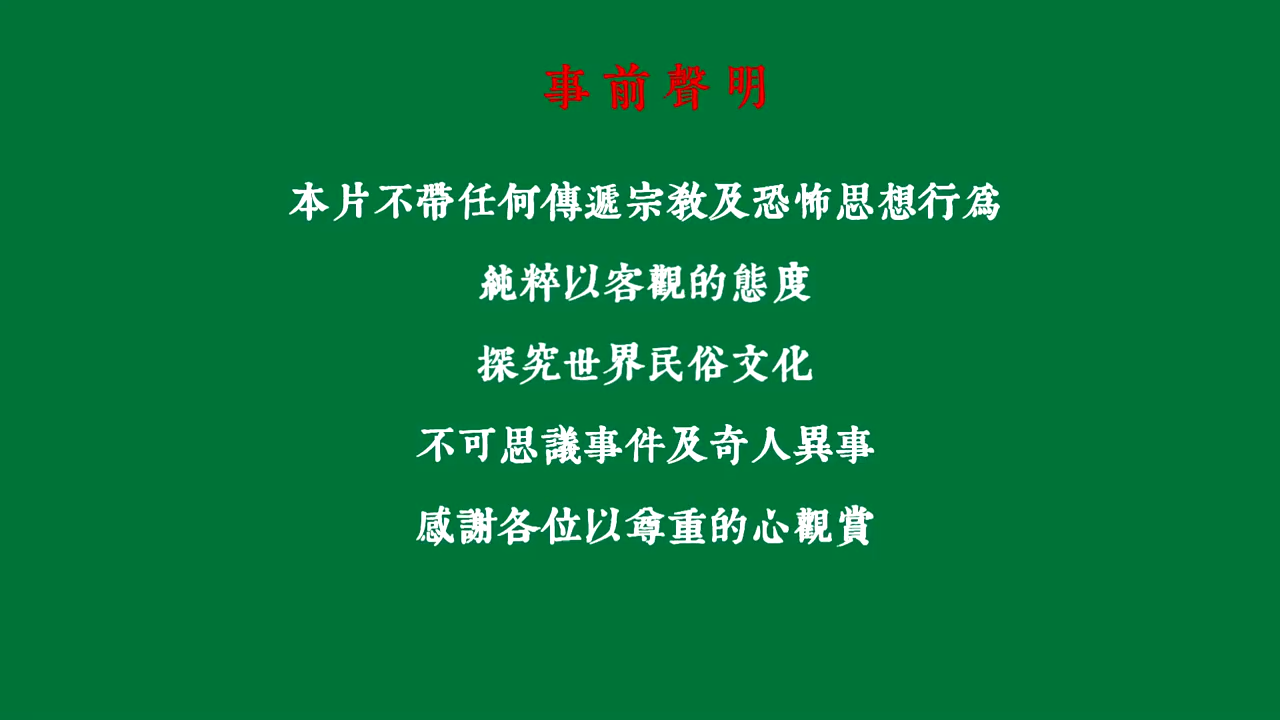 事前聲明
本片不帶任何傳遞宗教及恐怖思想行為
純粹以客觀的態度
探究世界民俗文化
不可思議事件及奇人異事
感謝各位以尊重的心觀賞